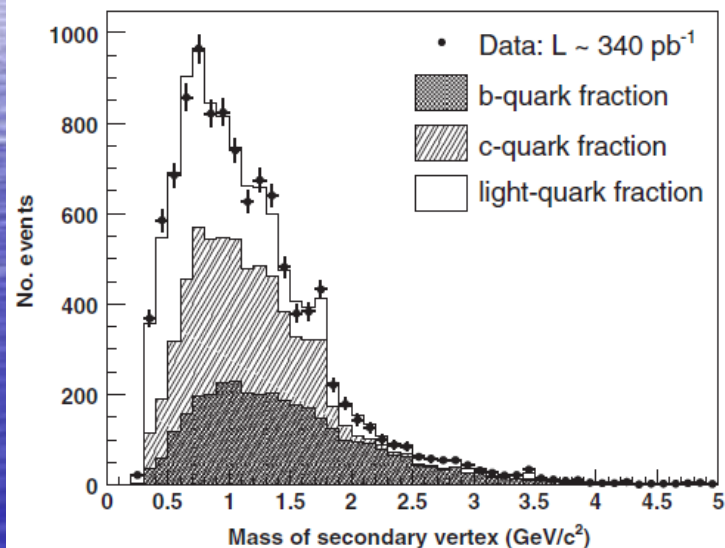 1000
800
600
400
200
0
No. events
Data: L ~ 340 pb⁻¹
b-quark fraction
c-quark fraction
light-quark fraction
0 0.5 1 1.5 2 2.5 3 3.5 4 4.5 5
Mass of secondary vertex (GeV/c²)